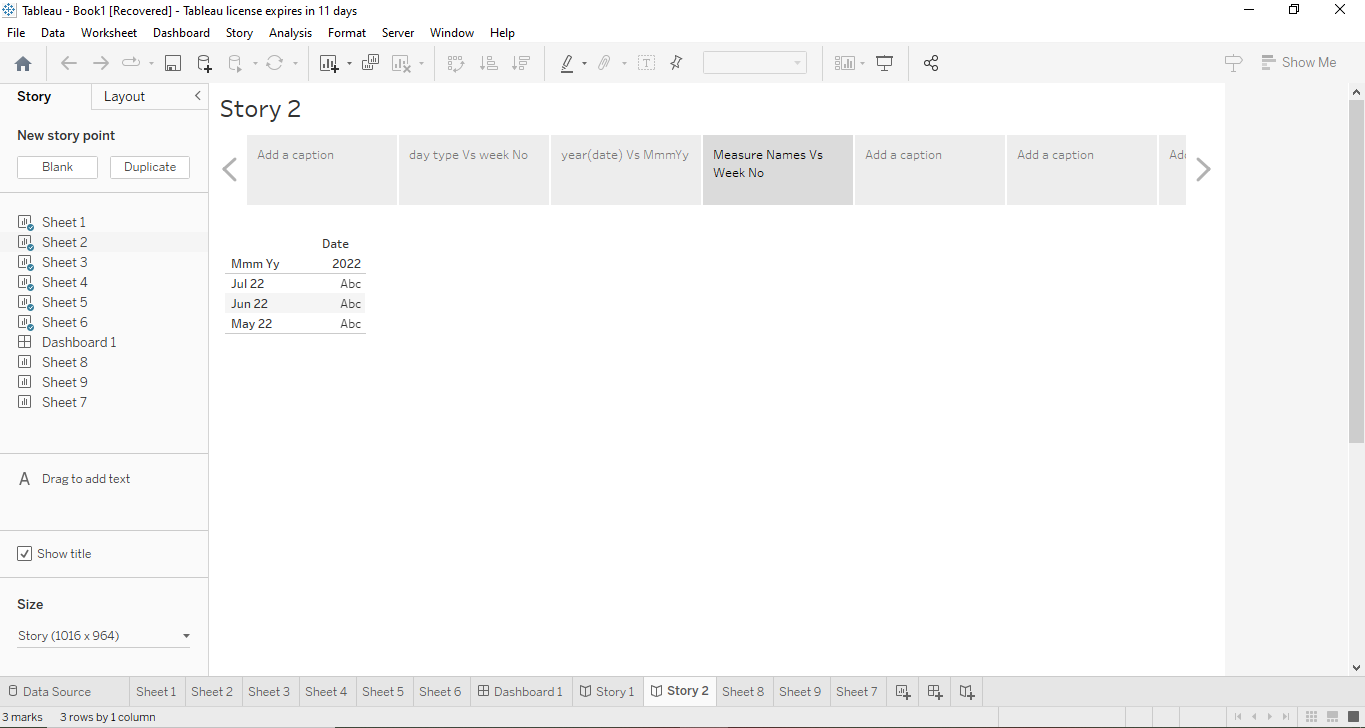 Tableau - Book1 [Recovered] - Tableau license expires in 11 days
File Data Worksheet Dashboard Story Analysis Format Server Window Help
Show Me
Story Layout
New story point
Blank Duplicate
Sheet 1
Sheet 2
Sheet 3
Sheet 4
Sheet 5
Sheet 6
Dashboard 1
Sheet 8
Sheet 9
Sheet 7
A Drag to add text
Show title
Size
Story (1016 x 964)
Story 2
Add a caption
day type Vs week No
year(date) Vs MmmYy
Measure Names Vs
Week No
Add a caption
Add a caption
Date
Mmm Yy 2022
Jul 22 Abc
Jun 22 Abc
May 22 Abc
Data Source Sheet 1 Sheet 2 Sheet 3 Sheet 4 Sheet 5 Sheet 6 Dashboard 1 Story 1 Story 2 Sheet 8 Sheet 9 Sheet 7
3 marks 3 rows by 1 column